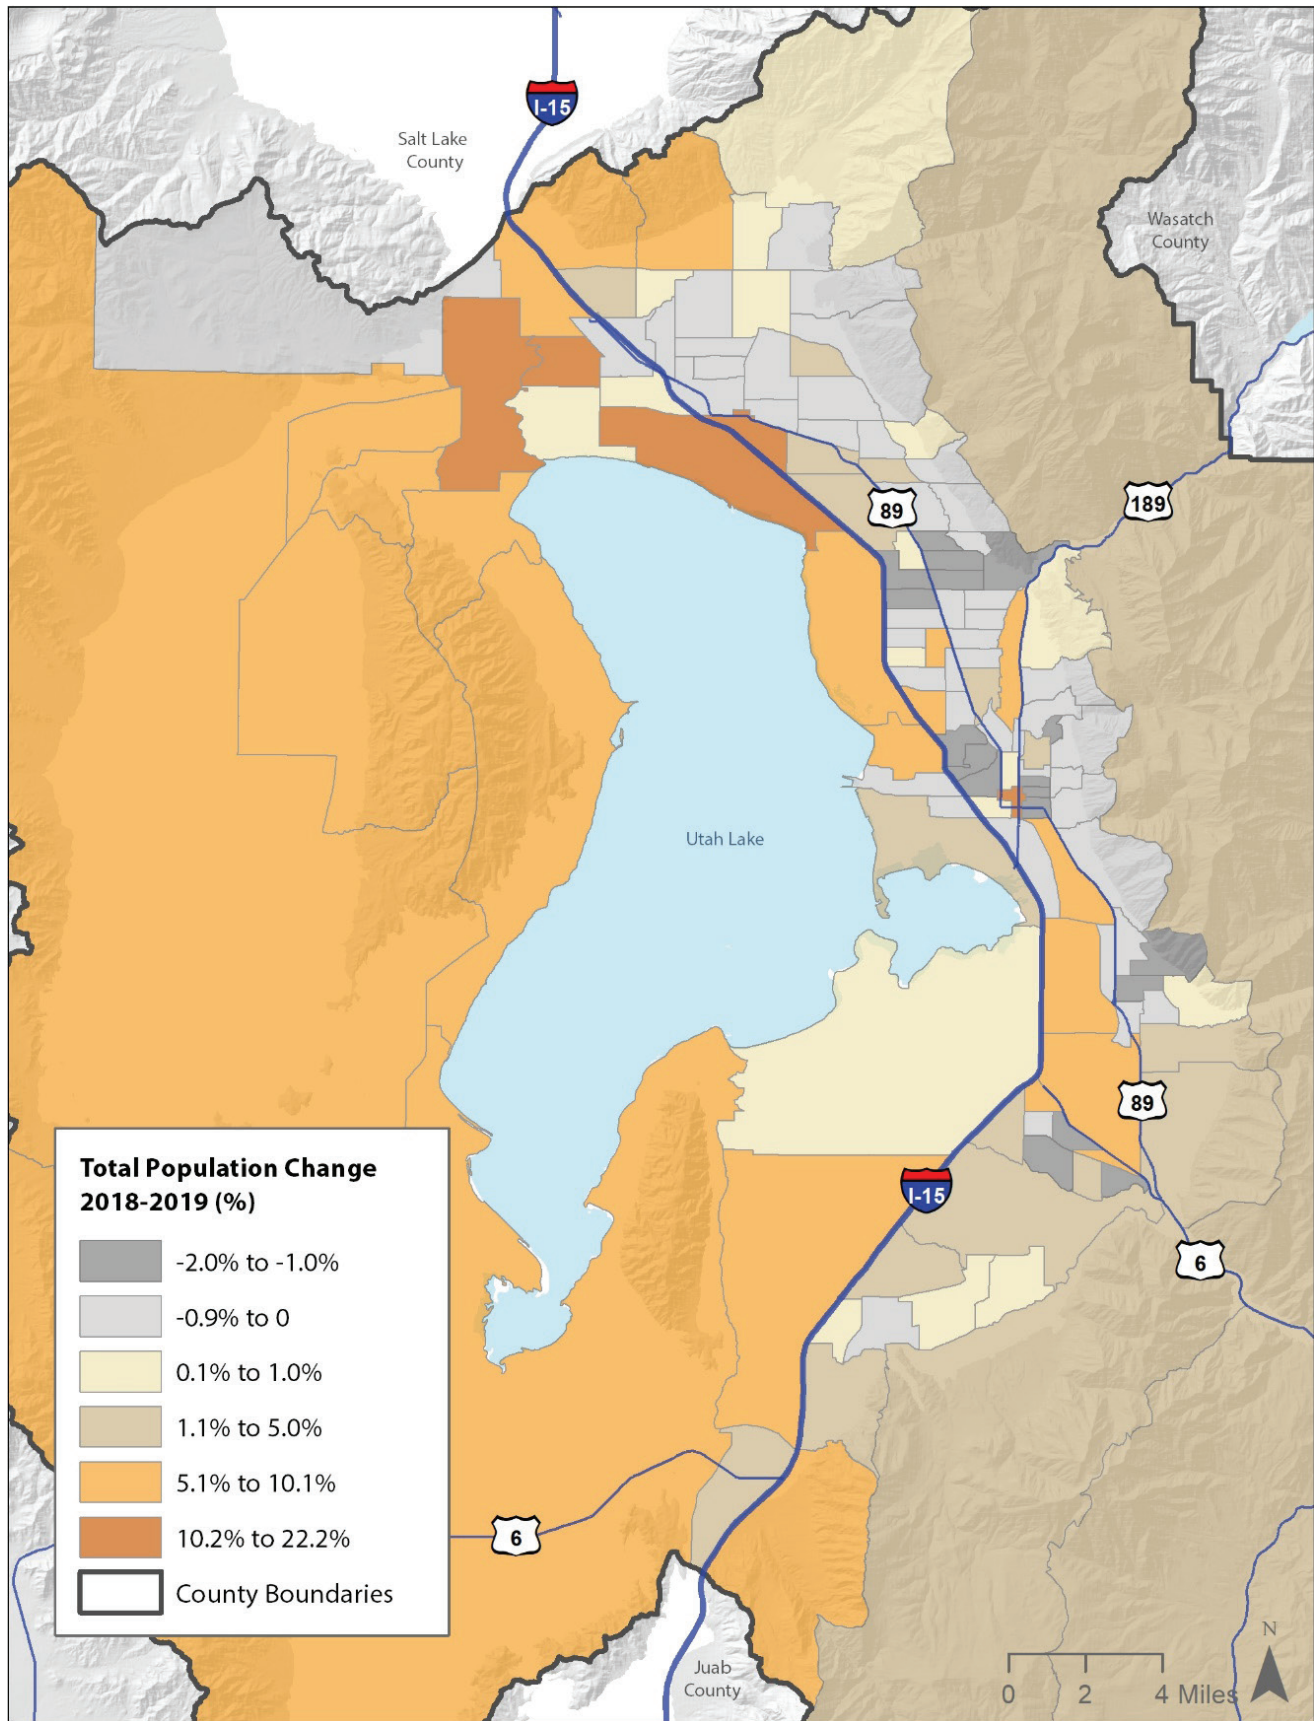 I-15
Salt Lake
County
Wasatch
County
89
189
Utah Lake
89
I-15
6
Total Population Change
2018-2019 (%)
-2.0% to -1.0%
-0.9% to 0
0.1% to 1.0%
1.1% to 5.0%
5.1% to 10.1%
10.2% to 22.2%
County Boundaries
6
Juab
County
N
0 2 4 Miles